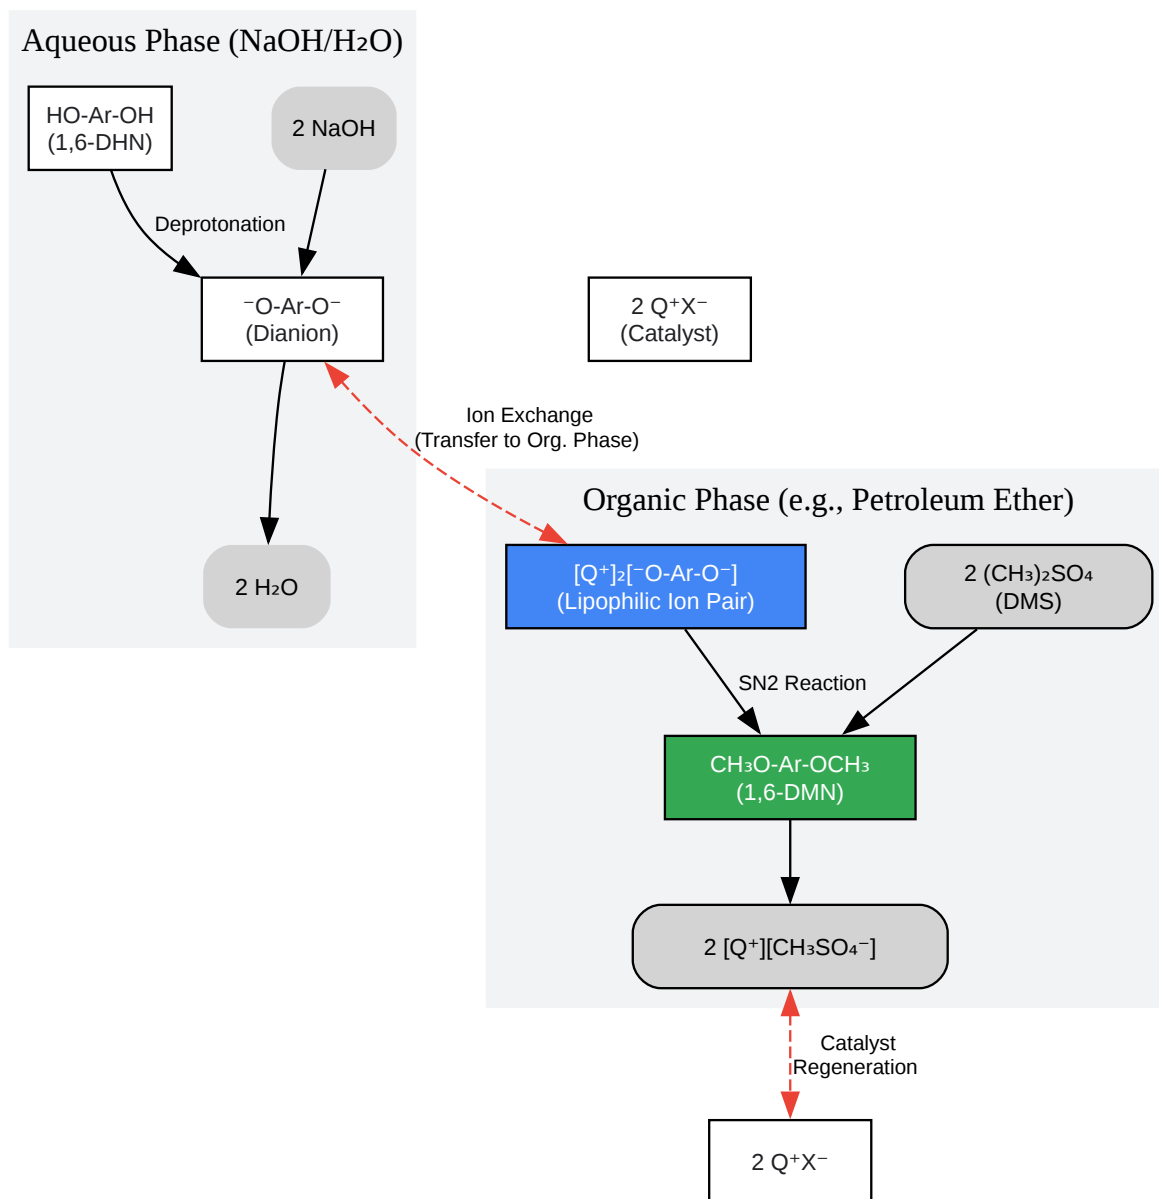 Aqueous Phase (NaOH/H₂O)
HO-Ar-OH
(1,6-DHN)
2 NaOH
Deprotonation
⁻O-Ar-O⁻
(Dianion)
2 Q⁺X⁻
(Catalyst)
Ion Exchange
(Transfer to Org. Phase)
2 H₂O
Organic Phase (e.g., Petroleum Ether)
[Q⁺]₂[⁻O-Ar-O⁻]
(Lipophilic Ion Pair)
2 (CH₃)₂SO₄
(DMS)
SN2 Reaction
CH₃O-Ar-OCH₃
(1,6-DMN)
2 [Q⁺][CH₃SO₄⁻]
Catalyst
Regeneration
2 Q⁺X⁻